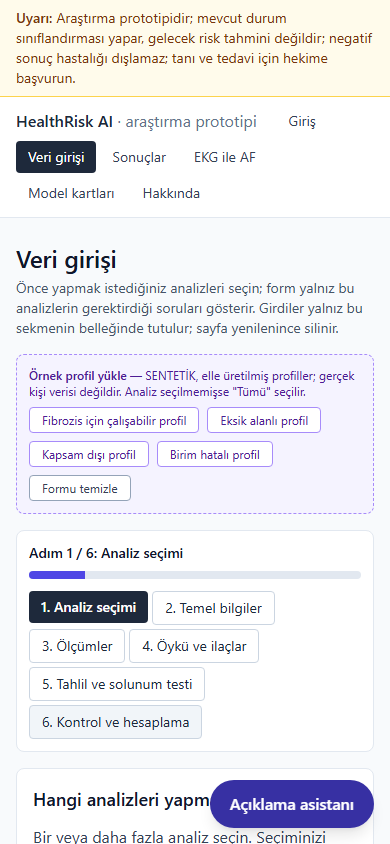 Uyarı: Araştırma prototipidir; mevcut durum
sınıflandırması yapar, gelecek risk tahmini değildir; negatif
sonuç hastalığı dışlamaz; tanı ve tedavi için hekime
başvurun.
HealthRisk AI · araştırma prototipi Giriş
Veri girişi Sonuçlar EKG ile AF
Model kartları Hakkında
Veri girişi
Önce yapmak istediğiniz analizleri seçin; form yalnız bu
analizlerin gerektirdiği soruları gösterir. Girdiler yalnız bu
sekmenin belleğinde tutulur; sayfa yenilenince silinir.
Örnek profil yükle — SENTETİK, elle üretilmiş profiller; gerçek
kişi verisi değildir. Analiz seçilmemişse "Tümü" seçilir.
Fibrozis için çalışabilir profil Eksik alanlı profil
Kapsam dışı profil Birim hatalı profil
Formu temizle
Adım 1 / 6: Analiz seçimi
1. Analiz seçimi 2. Temel bilgiler
3. Ölçümler 4. Öykü ve ilaçlar
5. Tahlil ve solunum testi
6. Kontrol ve hesaplama
Hangi analizleri yapm
Açıklama asistanı
Bir veya daha fazla analiz seçin. Seçiminizi